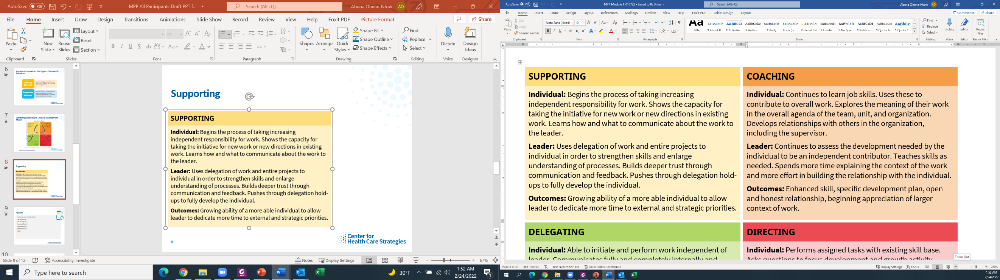 AutoSave Off
MPP All Participants Draft PPT f...
Search (Alt+Q)
Abena Ohene-Ntow AO
File Home Insert Draw Design Transitions Animations Slide Show Record Review View Help Foxit PDF Picture Format
Share
Paste
Clipboard
New Slide
Reuse Slides
Layout
Reset
Section
Slides
24
B I U S ab AV Aa A
Font
Paragraph
Shapes
Arrange
Quick Styles
Shape Fill
Shape Outline
Shape Effects
Drawing
Find
Replace
Select
Editing
Dictate
Voice
Design Ideas
Designer
6
Situational Leadership: Two Types of Leadership Behaviors
Directing Behavior
Supportive Behavior
7
Combining Behaviors to Create a Development Model
8
Supporting
9
Agenda
10
Supporting
SUPPORTING
Individual: Begins the process of taking increasing
independent responsibility for work. Shows the capacity for
taking the initiative for new work or new directions in existing
work. Learns how and what to communicate about the work to
the leader.
Leader: Uses delegation of work and entire projects to
individual in order to strengthen skills and enlarge
understanding of processes. Builds deeper trust through
communication and feedback. Pushes through delegation hold-
ups to fully develop the individual.
Outcomes: Growing ability of a more able individual to allow
leader to dedicate more time to external and strategic priorities.
8
Center for
Health Care Strategies
Slide 8 of 12
Accessibility: Investigate
Notes
Display Settings
67%
Type here to search
30°F
1:52 AM
2/24/2022
1
AutoSave Off
MPP Module 4_010722 • Saved to R: Drive
Search (Alt+Q)
Abena Ohene-Ntow AO
File Home Insert Draw Design Layout References Mailings Review View Help Foxit PDF Table Design Layout
Comments
Share
Paste
Cut
Copy
Format Painter
Clipboard
Noto Sans (Headi 10
Font
Paragraph
Title
About B...
Activitie...
Author...
Body
Body (no...
Bulleted List
Funder...
No Spac...
Publicati...
Quote A...
Quote T...
Styles
Find
Replace
Select
Editing
Dictate
Voice
Editor
Editor
Reuse Files
Reuse Files
SUPPORTING
Individual: Begins the process of taking increasing
independent responsibility for work. Shows the capacity for
taking the initiative for new work or new directions in existing
work. Learns how and what to communicate about the work to
the leader.
Leader: Uses delegation of work and entire projects to
individual in order to strengthen skills and enlarge
understanding of processes. Builds deeper trust through
communication and feedback. Pushes through delegation hold-
ups to fully develop the individual.
Outcomes: Growing ability of a more able individual to allow
leader to dedicate more time to external and strategic priorities.
COACHING
Individual: Continues to learn job skills. Uses these to
contribute to overall work. Explores the meaning of their work
in the overall agenda of the team, unit, and organization.
Develops relationships with others in the organization,
including the supervisor.
Leader: Continues to assess the development needed by the
individual to be an independent contributor. Teaches skills as
needed. Spends more time explaining the context of the work
and more effort in building the relationship with the individual.
Outcomes: Enhanced skill, specific development plan, open
and honest relationship, beginning appreciation of larger
context of work.
DELEGATING
Individual: Able to initiate and perform work independent of
leader. Communicates fully and completely internally and
DIRECTING
Individual: Performs assigned tasks with existing skill base.
Asks questions to focus development and growth activity.
Zoom Out
Page 4 of 27
6661 words
Text Predictions: On
Accessibility: Investigate
Display Settings
Focus
260%
1:52 AM
2/24/2022